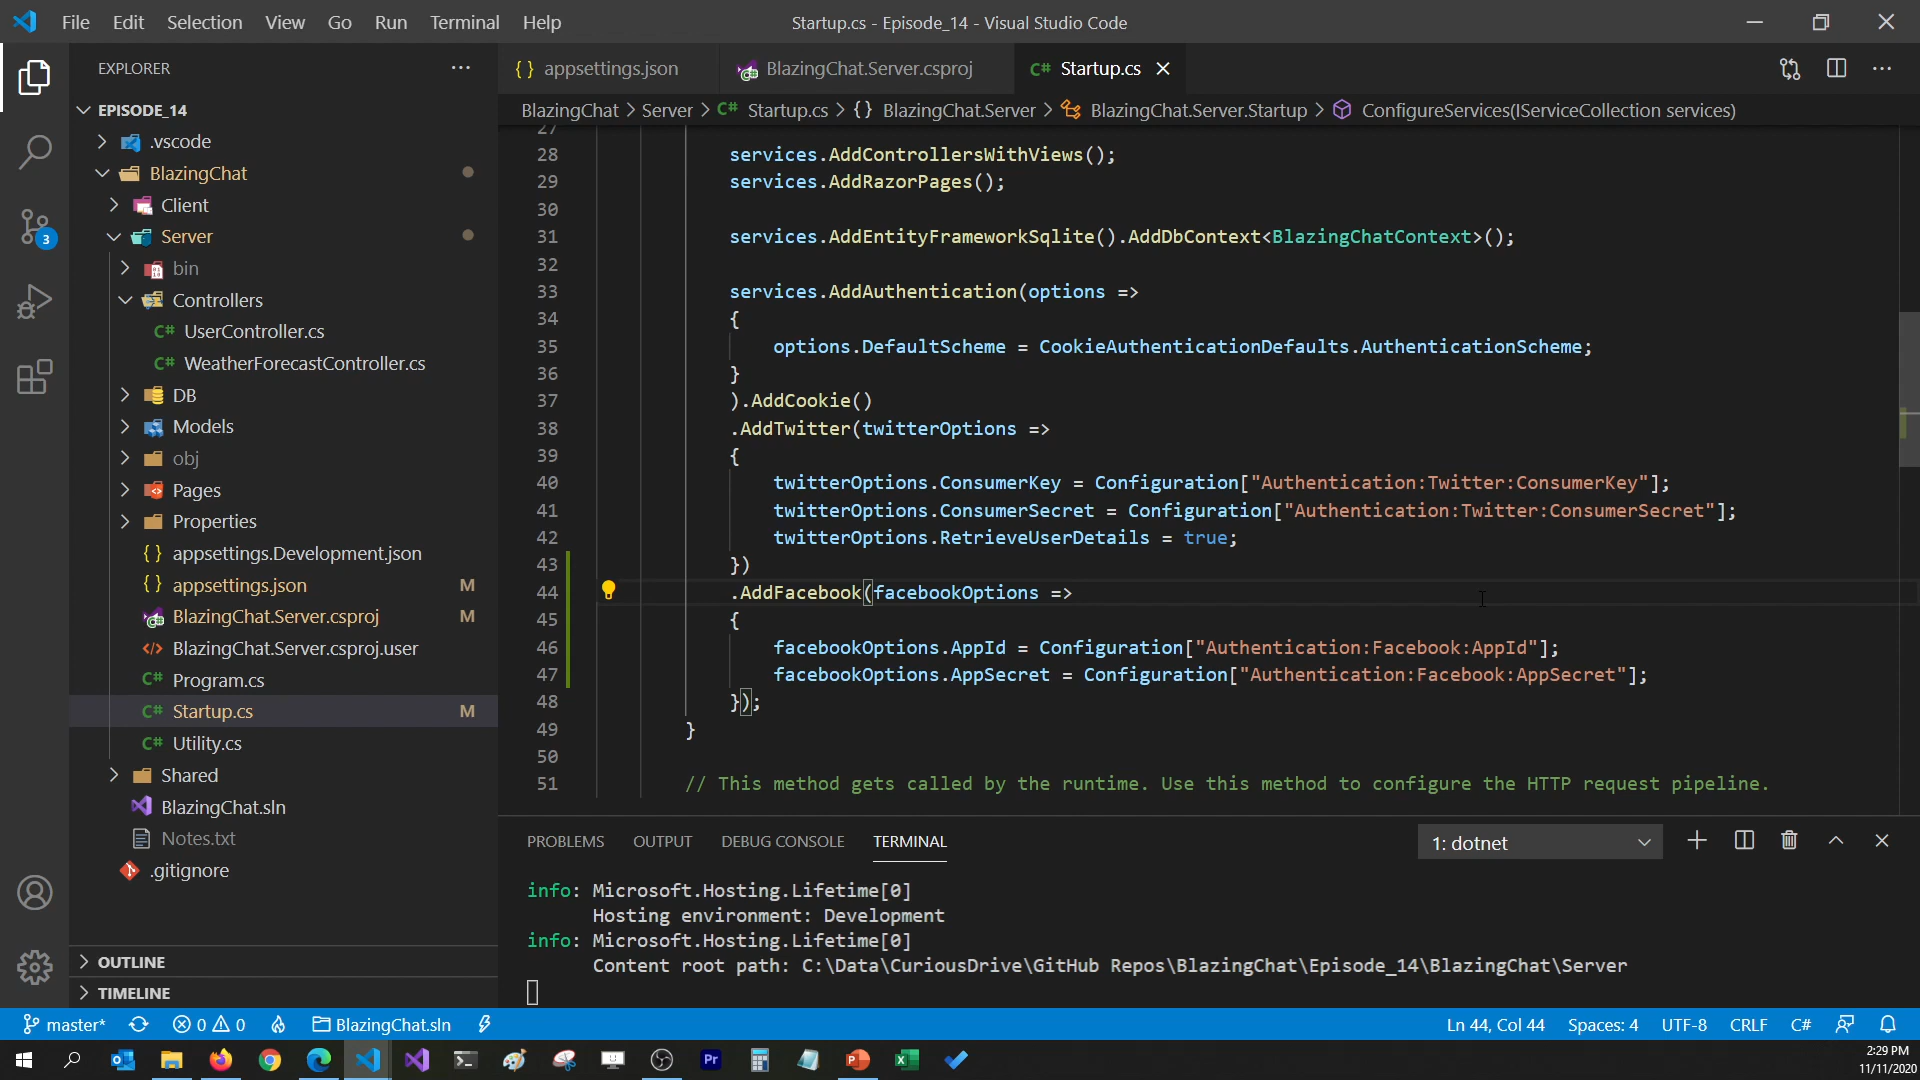 File Edit Selection View Go Run Terminal Help
Startup.cs - Episode_14 - Visual Studio Code
EXPLORER
EPISODE_14
.vscode
BlazingChat
Client
Server
bin
Controllers
C# UserController.cs
C# WeatherForecastController.cs
DB
Models
obj
Pages
Properties
{ } appsettings.Development.json
{ } appsettings.json M
BlazingChat.Server.csproj M
BlazingChat.Server.csproj.user
C# Program.cs
C# Startup.cs M
C# Utility.cs
Shared
BlazingChat.sln
Notes.txt
.gitignore
OUTLINE
TIMELINE
3
{ } appsettings.json BlazingChat.Server.csproj C# Startup.cs
BlazingChat > Server > C# Startup.cs > {} BlazingChat.Server > BlazingChat.Server.Startup > ConfigureServices(IServiceCollection services)
27
28 services.AddControllersWithViews();
29 services.AddRazorPages();
30
31 services.AddEntityFrameworkSqlite().AddDbContext<BlazingChatContext>();
32
33 services.AddAuthentication(options =>
34 {
35 options.DefaultScheme = CookieAuthenticationDefaults.AuthenticationScheme;
36 }
37 ).AddCookie()
38 .AddTwitter(twitterOptions =>
39 {
40 twitterOptions.ConsumerKey = Configuration["Authentication:Twitter:ConsumerKey"];
41 twitterOptions.ConsumerSecret = Configuration["Authentication:Twitter:ConsumerSecret"];
42 twitterOptions.RetrieveUserDetails = true;
43 })
44 .AddFacebook(facebookOptions =>
45 {
46 facebookOptions.AppId = Configuration["Authentication:Facebook:AppId"];
47 facebookOptions.AppSecret = Configuration["Authentication:Facebook:AppSecret"];
48 });
49 }
50
51 // This method gets called by the runtime. Use this method to configure the HTTP request pipeline.
PROBLEMS OUTPUT DEBUG CONSOLE TERMINAL 1: dotnet
info: Microsoft.Hosting.Lifetime[0]
Hosting environment: Development
info: Microsoft.Hosting.Lifetime[0]
Content root path: C:\Data\CuriousDrive\GitHub Repos\BlazingChat\Episode_14\BlazingChat\Server
master* 0 0 BlazingChat.sln Ln 44, Col 44 Spaces: 4 UTF-8 CRLF C#
Pr
2:29 PM
11/11/2020